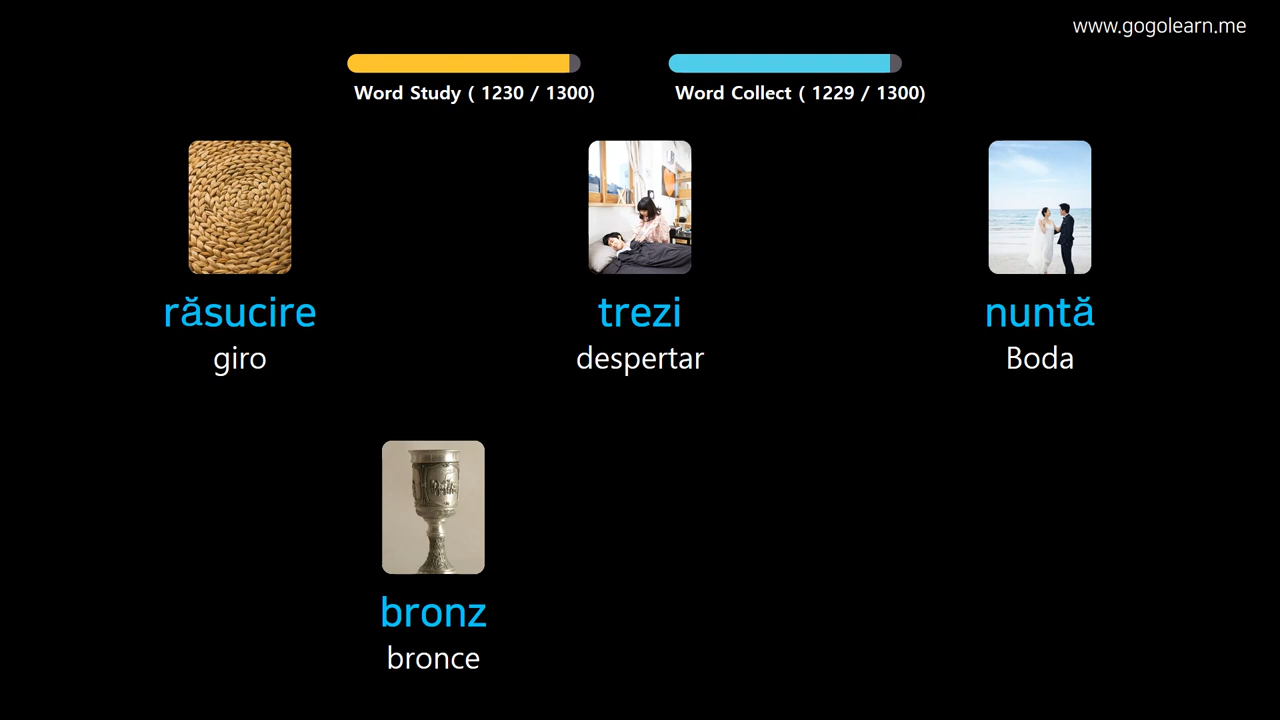 www.gogolearn.me
Word Study ( 1230 / 1300)
Word Collect ( 1229 / 1300)
răsucire
giro
trezi
despertar
nuntă
Boda
bronz
bronce